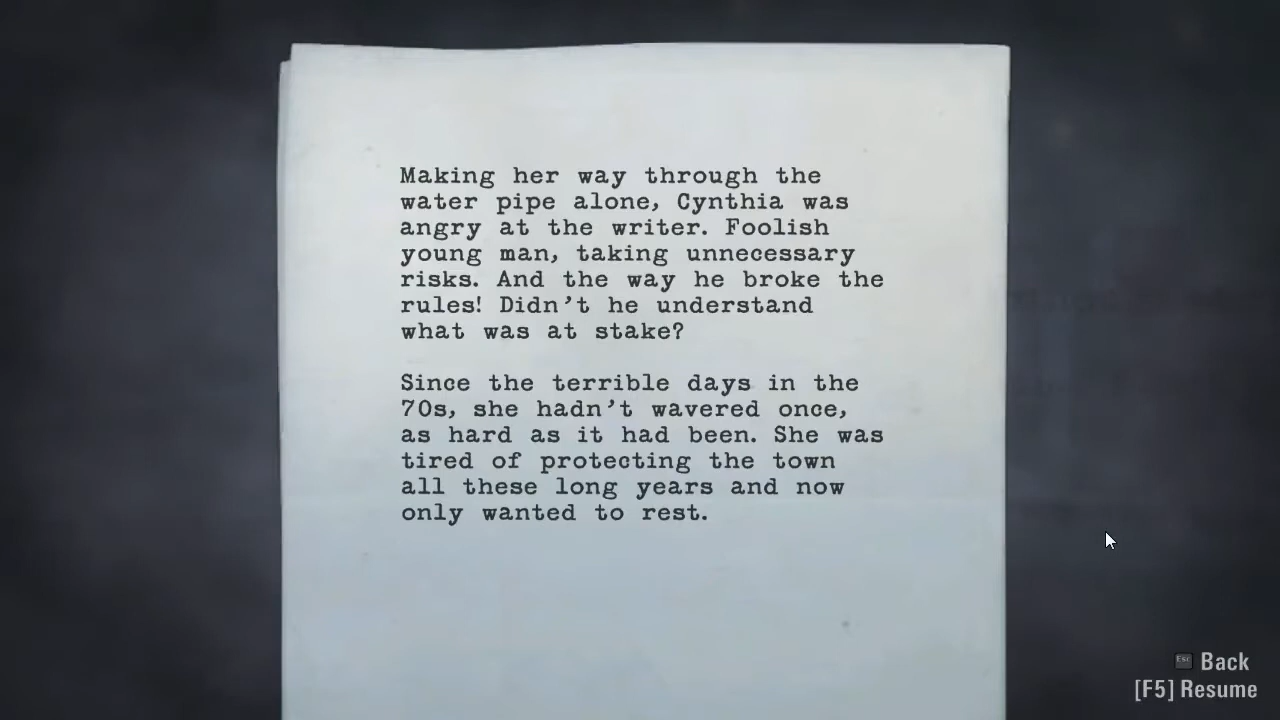 Making her way through the
water pipe alone, Cynthia was
angry at the writer. Foolish
young man, taking unnecessary
risks. And the way he broke the
rules! Didn't he understand
what was at stake?
Since the terrible days in the
70s, she hadn't wavered once,
as hard as it had been. She was
tired of protecting the town
all these long years and now
only wanted to rest.
Esc Back
[F5] Resume